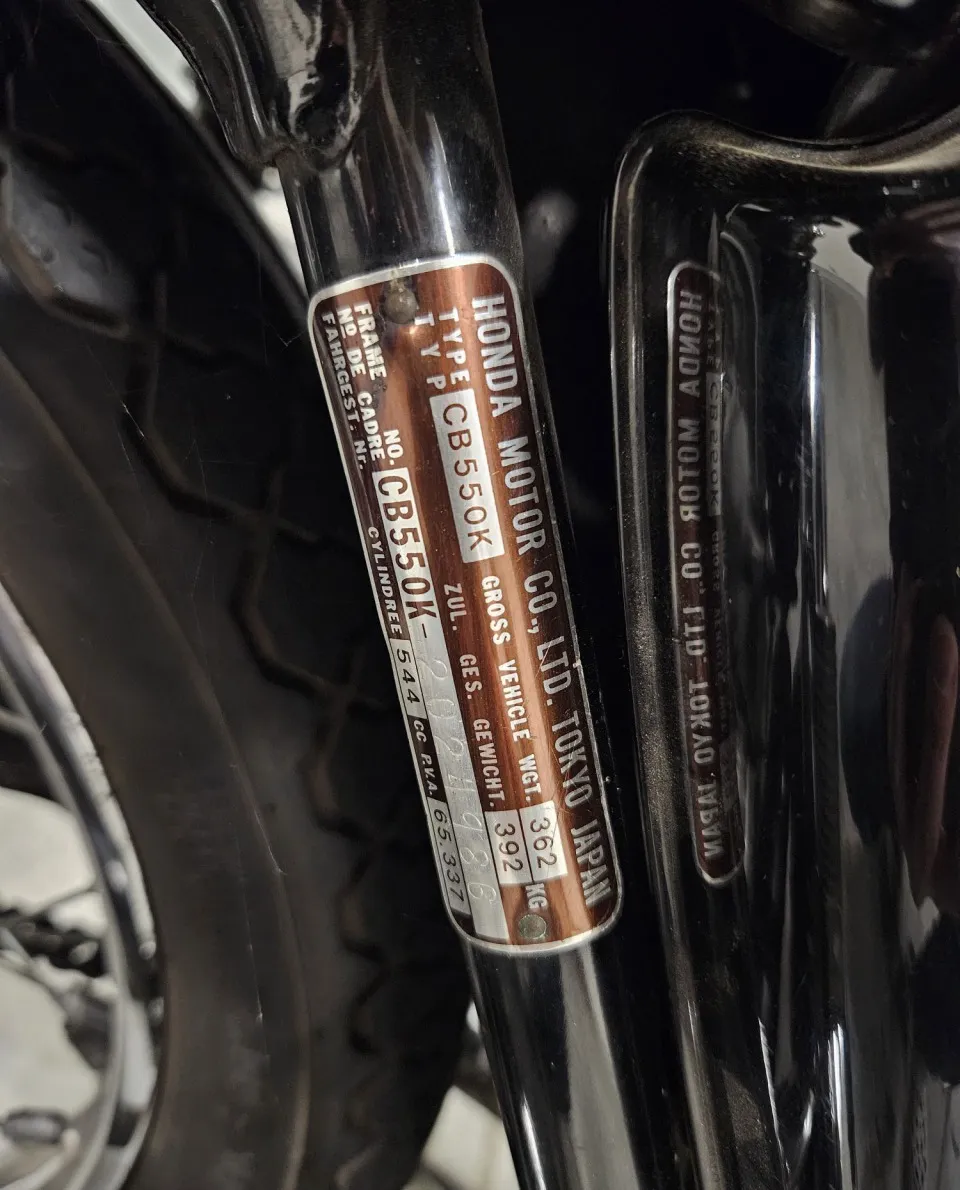 HONDA MOTOR CO., LTD. TOKYO JAPAN
TYPE GROSS VEHICLE WGT. 362 KG
TYP CB550K ZUL. GES. GEWICHT. 392
FRAME NO. CB550K-
Nº DE CADRE
FAHRGEST. Nr. CYLINDREE 544 CC P.V.A. 65.337